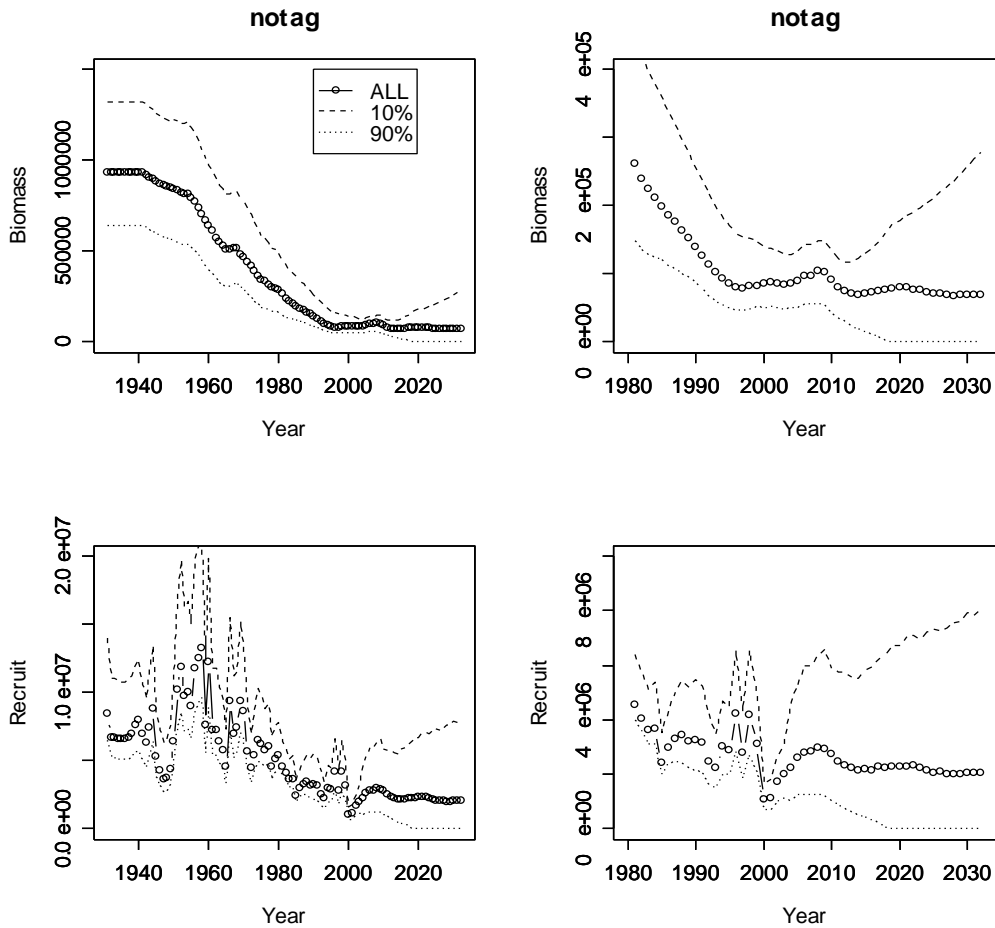 notag
ALL
10%
90%
Biomass
0
500000
1000000
1940
1960
1980
2000
2020
Year
notag
Biomass
0 e+00
2 e+05
4 e+05
1980
1990
2000
2010
2020
2030
Year
Recruit
0.0 e+00
1.0 e+07
2.0 e+07
1940
1960
1980
2000
2020
Year
Recruit
0 e+00
4 e+06
8 e+06
1980
1990
2000
2010
2020
2030
Year